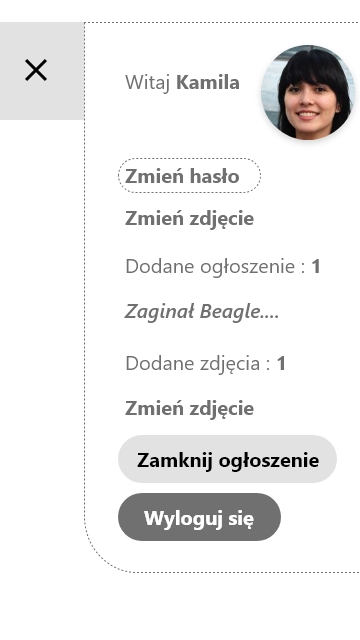 Witaj Kamila
Zmień hasło
Zmień zdjęcie
Dodane ogłoszenie : 1
Zaginał Beagle....
Dodane zdjęcia : 1
Zmień zdjęcie
Zamknij ogłoszenie
Wyloguj się